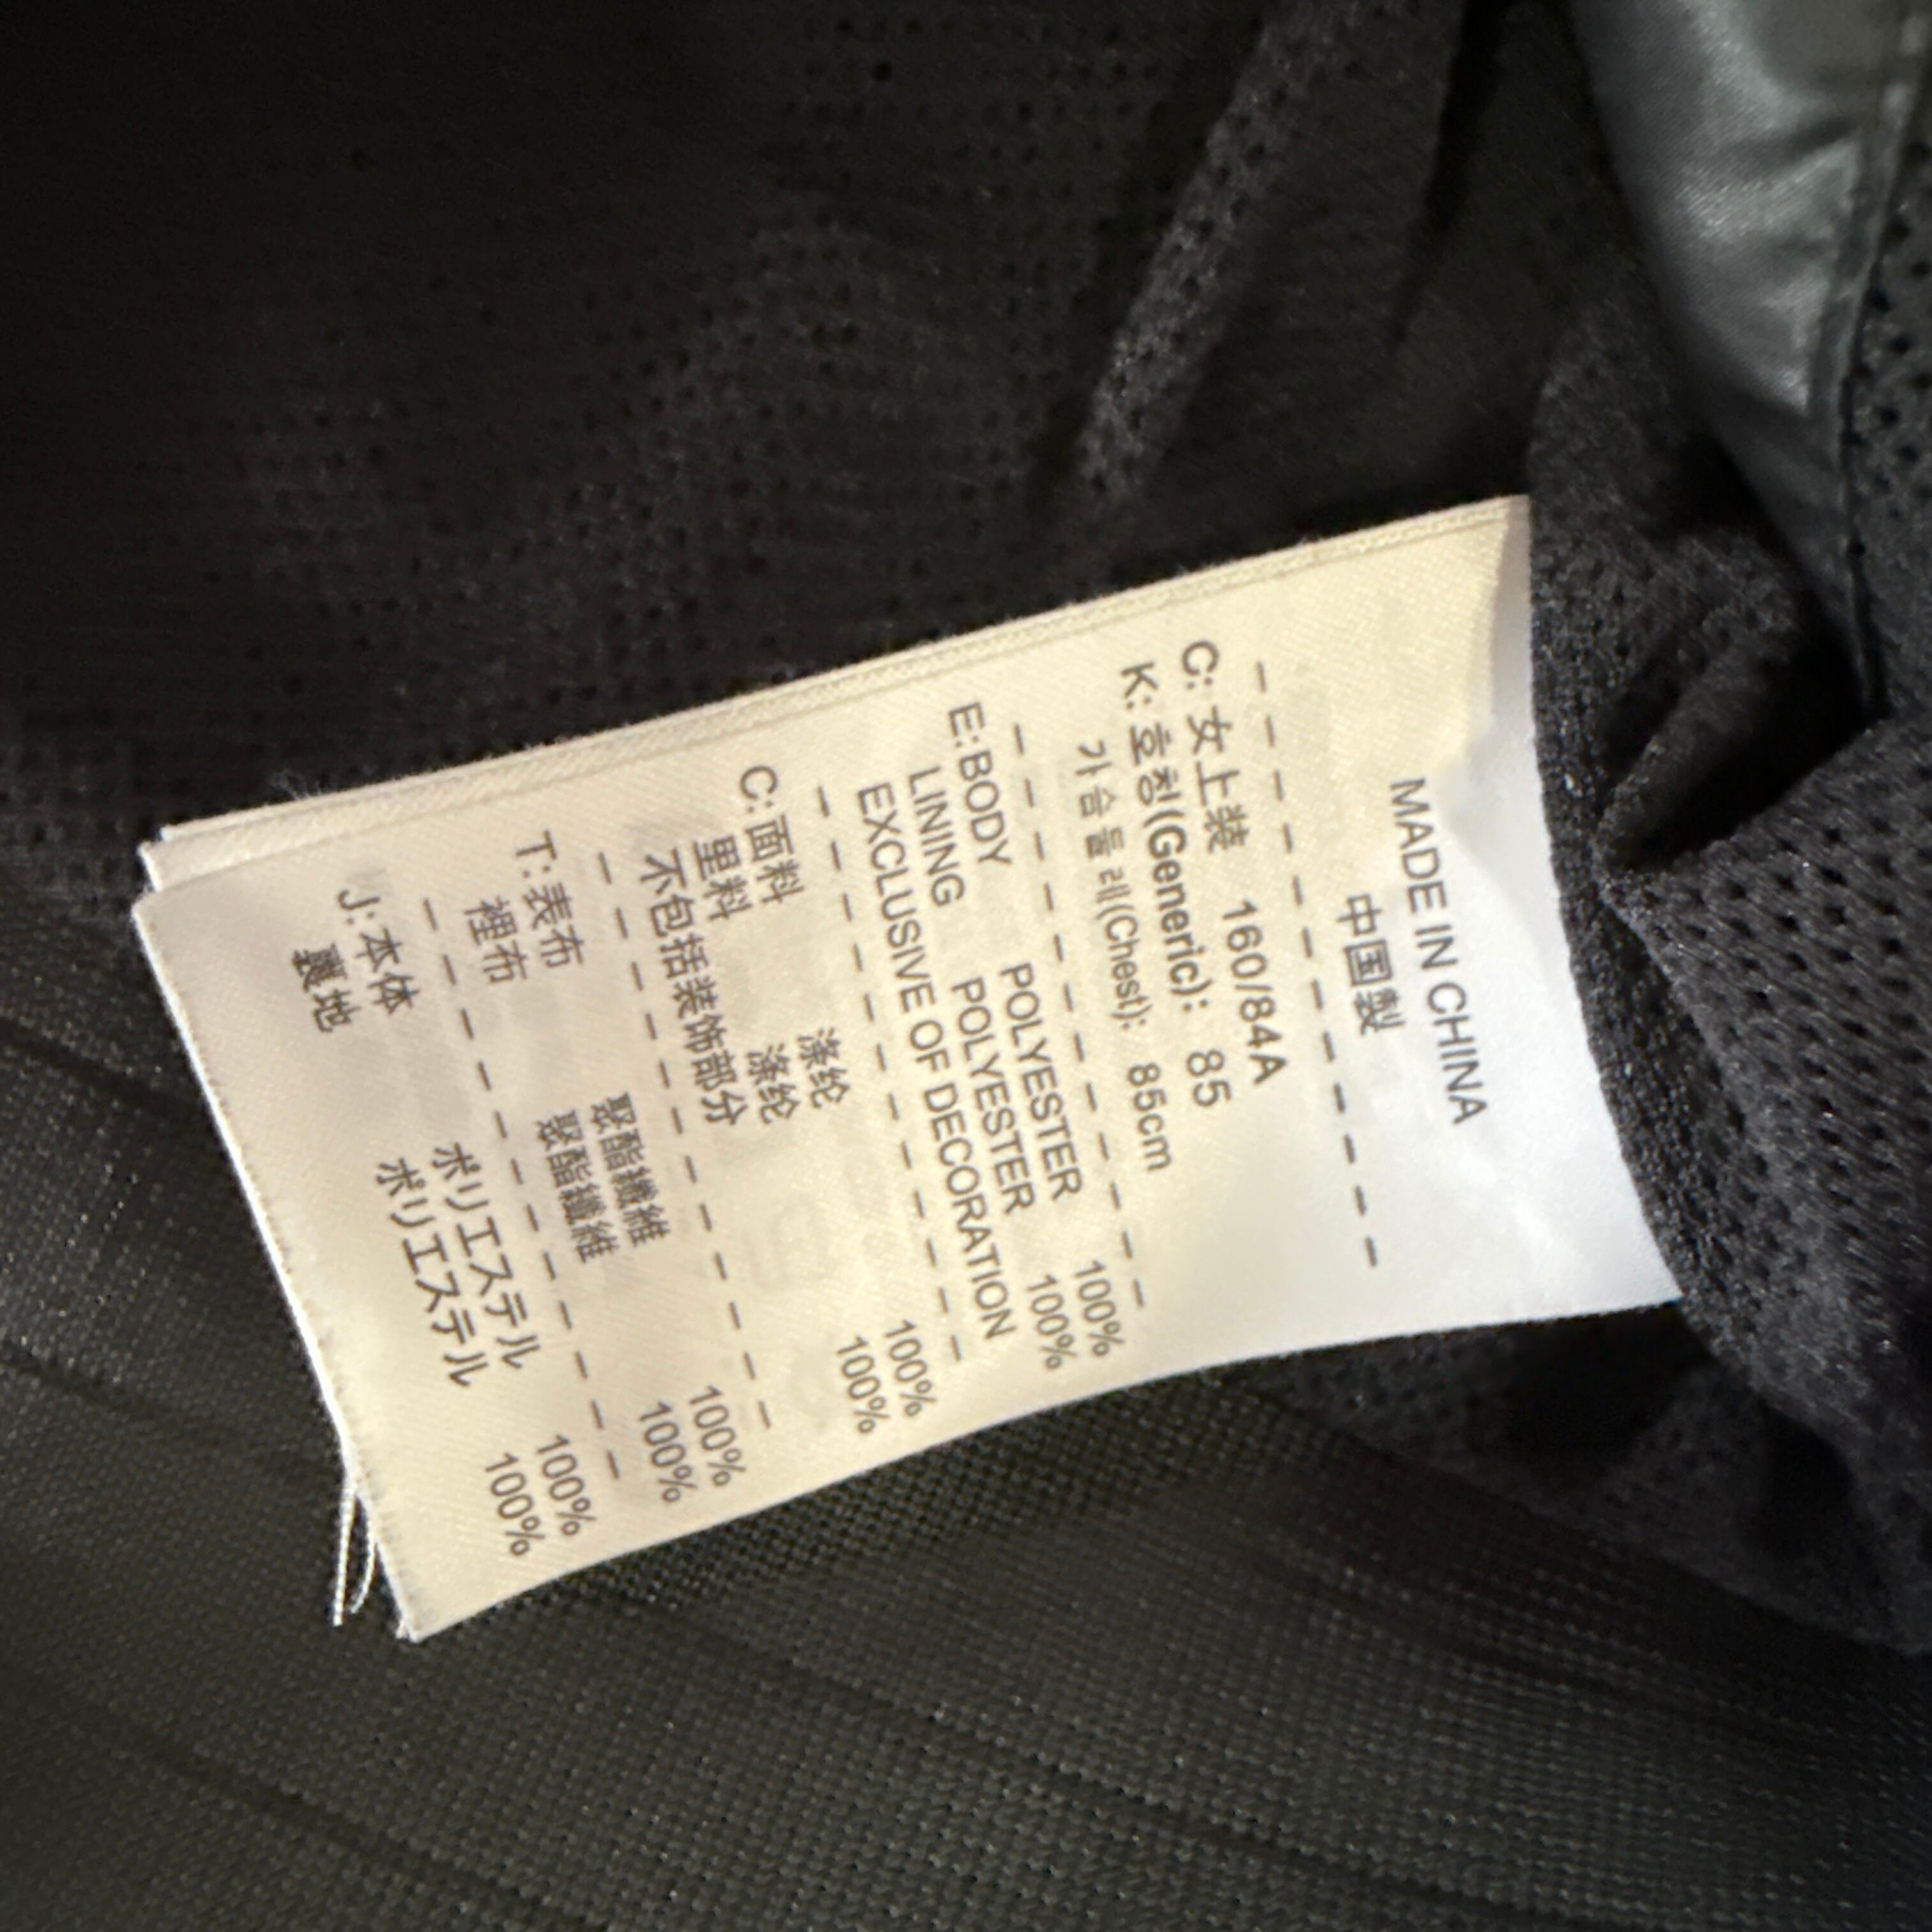 MADE IN CHINA
中国製
- - - - - - - - - - - -
C: 女上装 160/84A
K: 호칭(Generic): 85
가슴둘레(Chest): 85cm
- - - - - - - - - - - -
E:BODY POLYESTER 100%
LINING POLYESTER 100%
EXCLUSIVE OF DECORATION
- - - - - - - - - - - -
C:面料 涤纶 100%
里料 涤纶 100%
不包括装饰部分
- - - - - - - - - - - -
T:表布 聚酯纖維 100%
裡布 聚酯纖維 100%
- - - - - - - - - - - -
J:本体 ポリエステル 100%
裏地 ポリエステル 100%